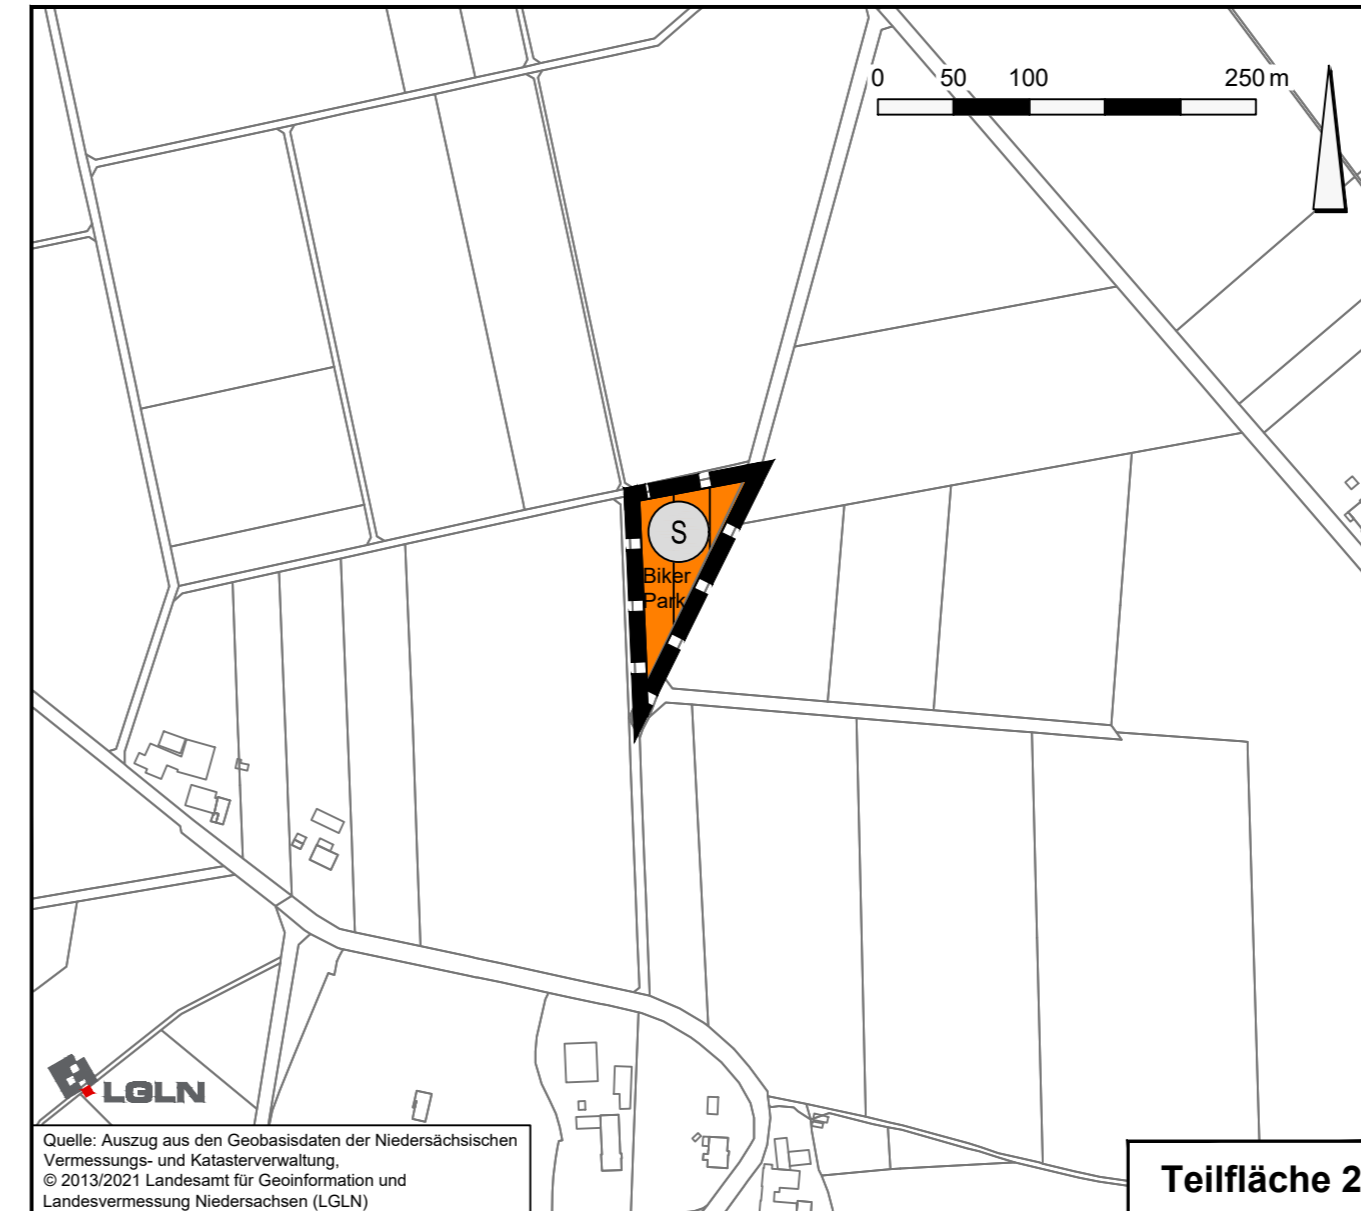 0 50 100 250 m
S
Biker
Park
LGLN
Quelle: Auszug aus den Geobasisdaten der Niedersächsischen
Vermessungs- und Katasterverwaltung,
© 2013/2021 Landesamt für Geoinformation und
Landesvermessung Niedersachsen (LGLN)
Teilfläche 2